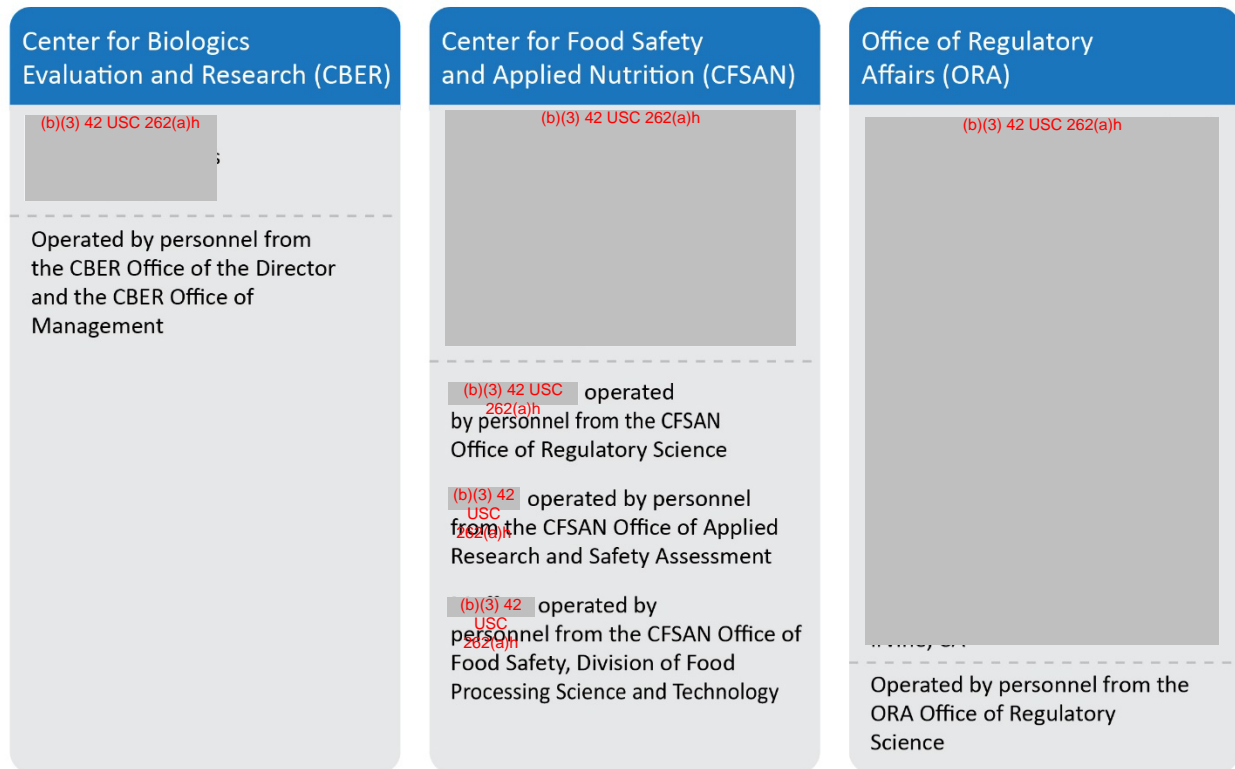 Center for Biologics
Evaluation and Research (CBER)
(b)(3) 42 USC 262(a)h
s
Operated by personnel from
the CBER Office of the Director
and the CBER Office of
Management
Center for Food Safety
and Applied Nutrition (CFSAN)
(b)(3) 42 USC 262(a)h
(b)(3) 42 USC
262(a)h
operated
by personnel from the CFSAN
Office of Regulatory Science
(b)(3) 42
USC
262(a)h
operated by personnel
from the CFSAN Office of Applied
Research and Safety Assessment
(b)(3) 42
USC
262(a)h
operated by
personnel from the CFSAN Office of
Food Safety, Division of Food
Processing Science and Technology
Office of Regulatory
Affairs (ORA)
(b)(3) 42 USC 262(a)h
Operated by personnel from the
ORA Office of Regulatory
Science